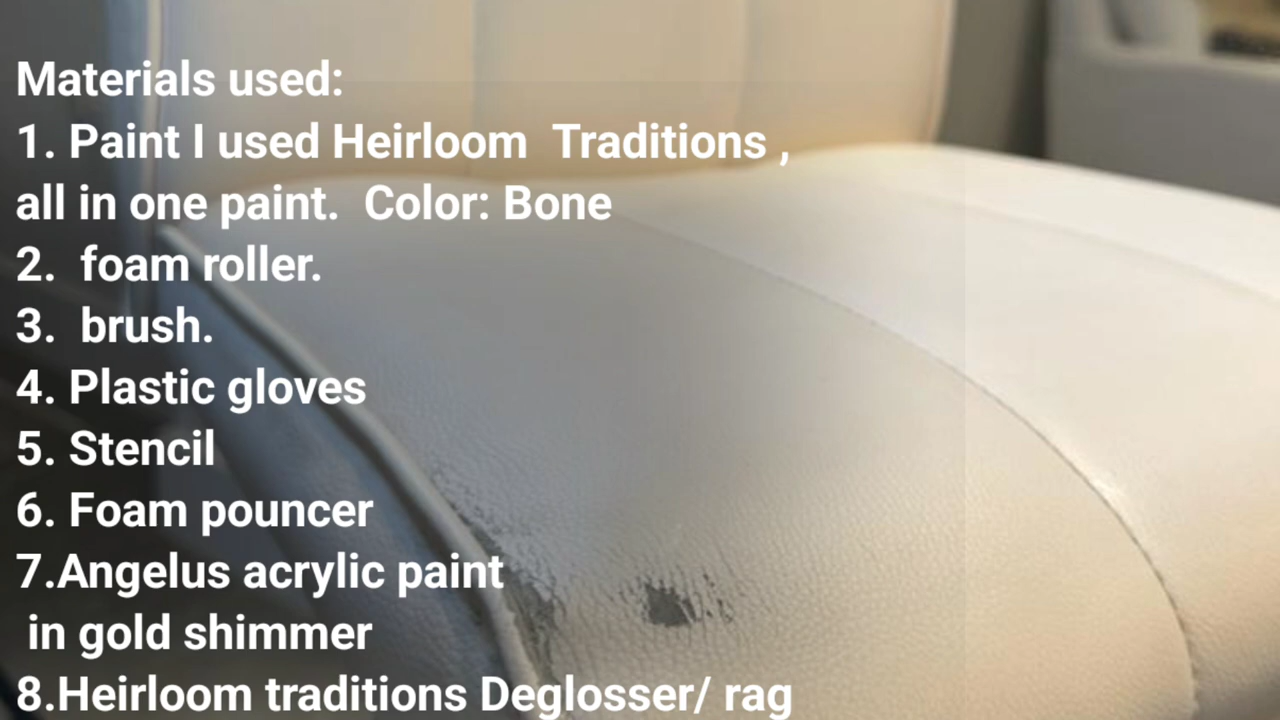 Materials used:
1. Paint I used Heirloom  Traditions ,
all in one paint.  Color: Bone
2.  foam roller.
3.  brush.
4. Plastic gloves
5. Stencil
6. Foam pouncer
7.Angelus acrylic paint
in gold shimmer
8.Heirloom traditions Deglosser/ rag